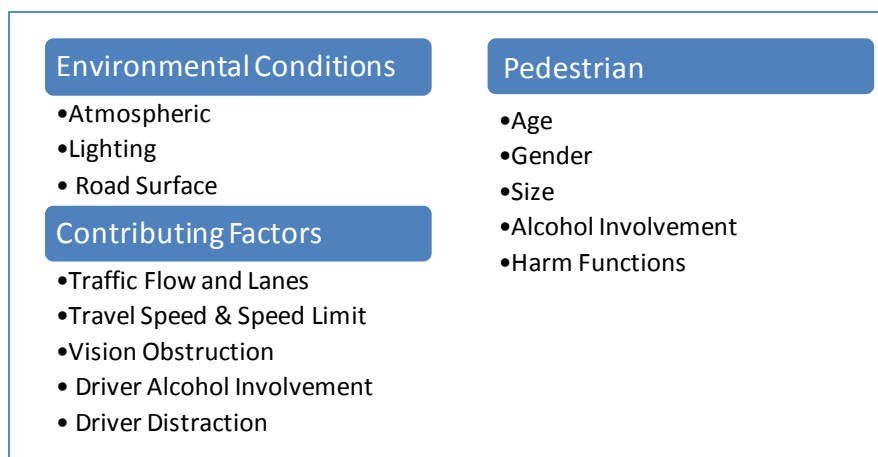 Environmental Conditions
•Atmospheric
•Lighting
• Road Surface
Contributing Factors
•Traffic Flow and Lanes
•Travel Speed & Speed Limit
•Vision Obstruction
• Driver Alcohol Involvement
• Driver Distraction
Pedestrian
•Age
•Gender
•Size
•Alcohol Involvement
•Harm Functions